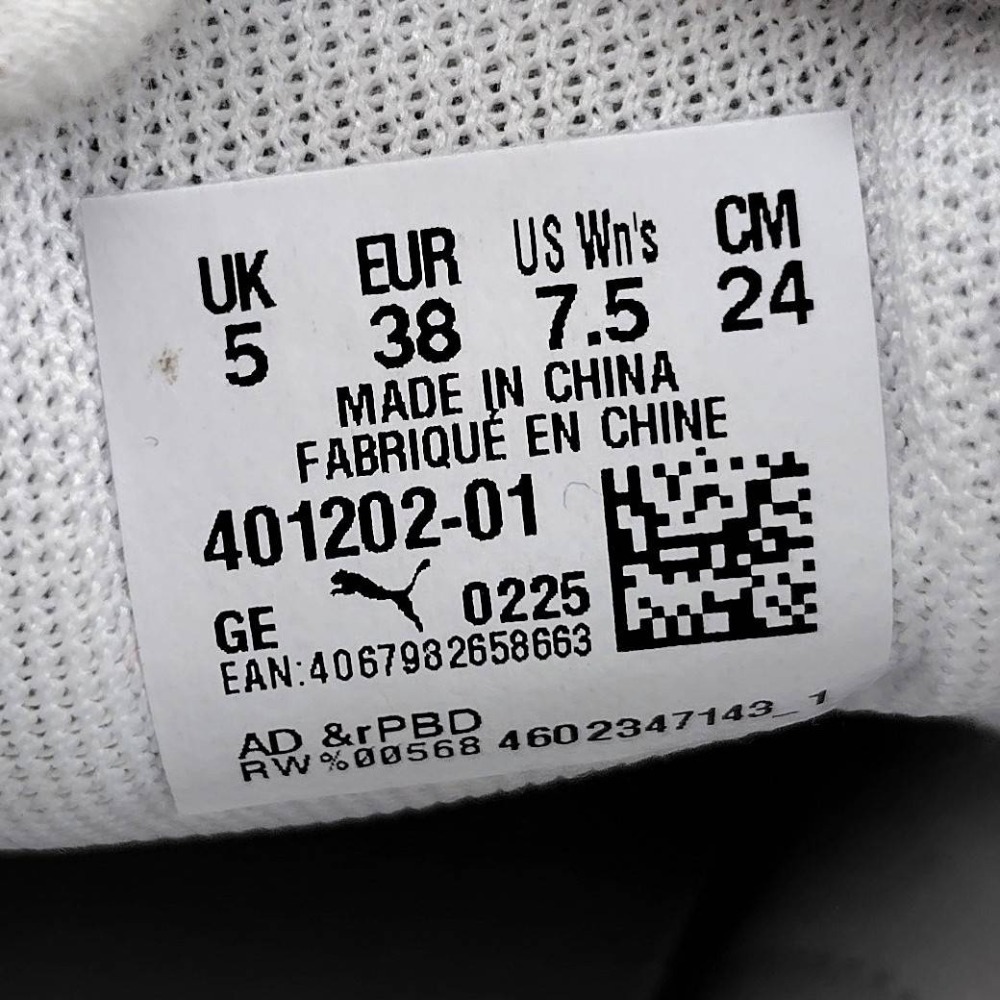 UK EUR US Wn's CM
5 38 7.5 24
MADE IN CHINA
FABRIQUÉ EN CHINE
401202-01
GE 0225
EAN:4067982658663
AD &rPBD
RW%00568 4602347143_1